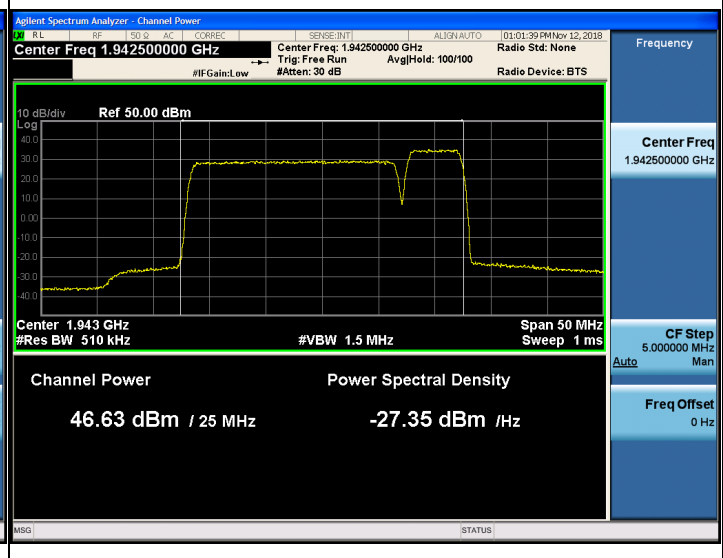 Agilent Spectrum Analyzer - Channel Power
LXI RL RF 50 Ω AC CORREC SENSE:INT ALIGN AUTO 01:01:39 PM Nov 12, 2018
Center Freq 1.942500000 GHz
Center Freq: 1.942500000 GHz
Radio Std: None
Trig: Free Run Avg|Hold: 100/100
#IFGain:Low
#Atten: 30 dB
Radio Device: BTS
10 dB/div Ref 50.00 dBm
Log
40.0
30.0
20.0
10.0
0.00
-10.0
-20.0
-30.0
-40.0
Center 1.943 GHz
Span 50 MHz
#Res BW 510 kHz
#VBW 1.5 MHz
Sweep 1 ms
Channel Power
Power Spectral Density
46.63 dBm / 25 MHz
-27.35 dBm /Hz
MSG
STATUS
Frequency
Center Freq
1.942500000 GHz
CF Step
5.000000 MHz
Auto Man
Freq Offset
0 Hz